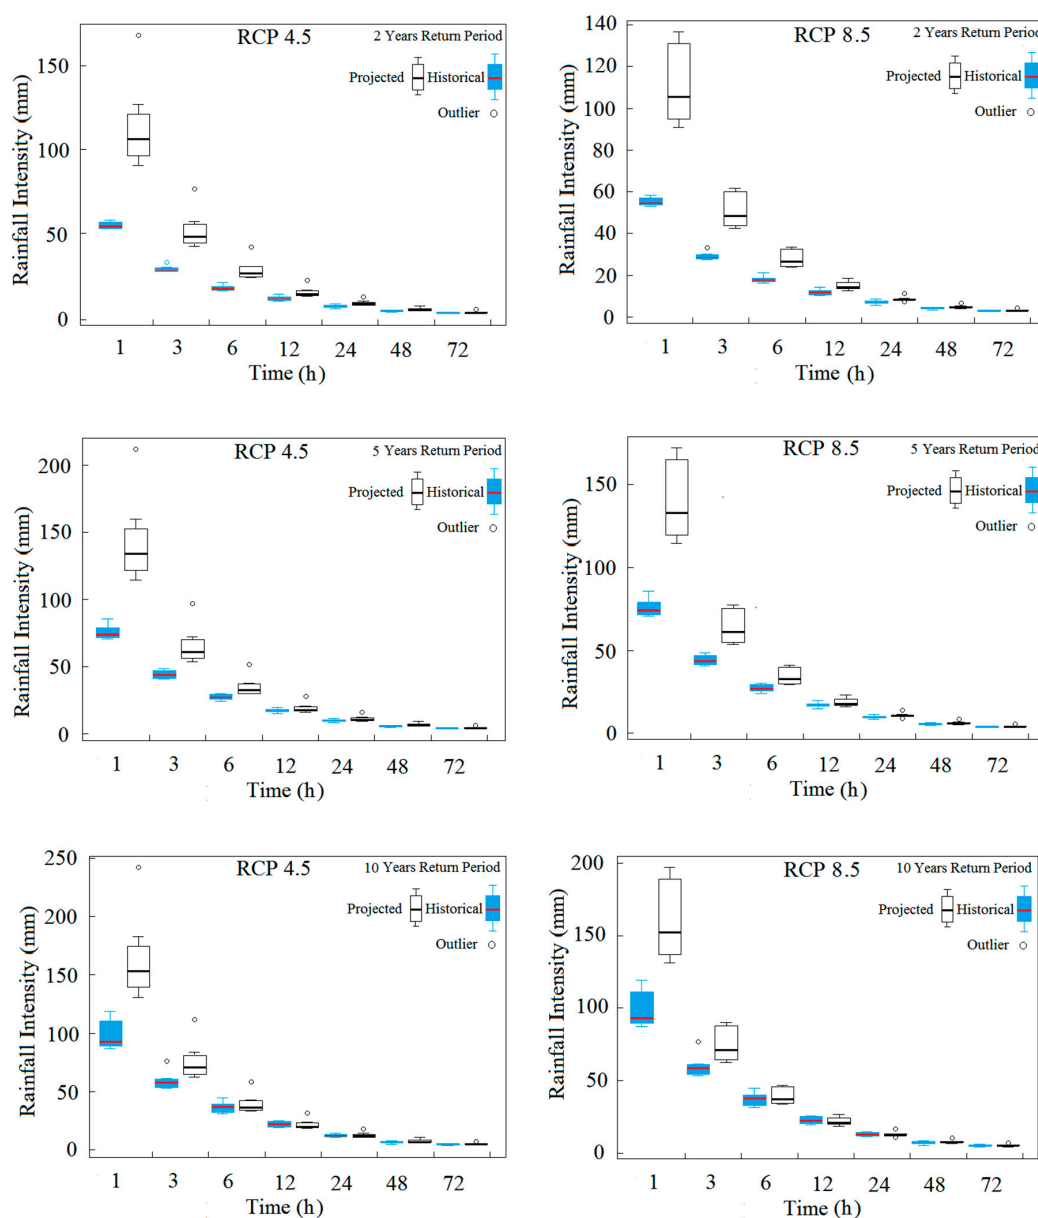 RCP 4.5
2 Years Return Period
Projected
Historical
Outlier
Rainfall Intensity (mm)
150
100
50
0
1 3 6 12 24 48 72
Time (h)
RCP 8.5
2 Years Return Period
Projected
Historical
Outlier
Rainfall Intensity (mm)
140
120
100
80
60
40
20
0
1 3 6 12 24 48 72
Time (h)
RCP 4.5
5 Years Return Period
Projected
Historical
Outlier
Rainfall Intensity (mm)
200
150
100
50
0
1 3 6 12 24 48 72
Time (h)
RCP 8.5
5 Years Return Period
Projected
Historical
Outlier
Rainfall Intensity (mm)
150
100
50
0
1 3 6 12 24 48 72
Time (h)
RCP 4.5
10 Years Return Period
Projected
Historical
Outlier
Rainfall Intensity (mm)
250
200
150
100
50
0
1 3 6 12 24 48 72
Time (h)
RCP 8.5
10 Years Return Period
Projected
Historical
Outlier
Rainfall Intensity (mm)
200
150
100
50
0
1 3 6 12 24 48 72
Time (h)